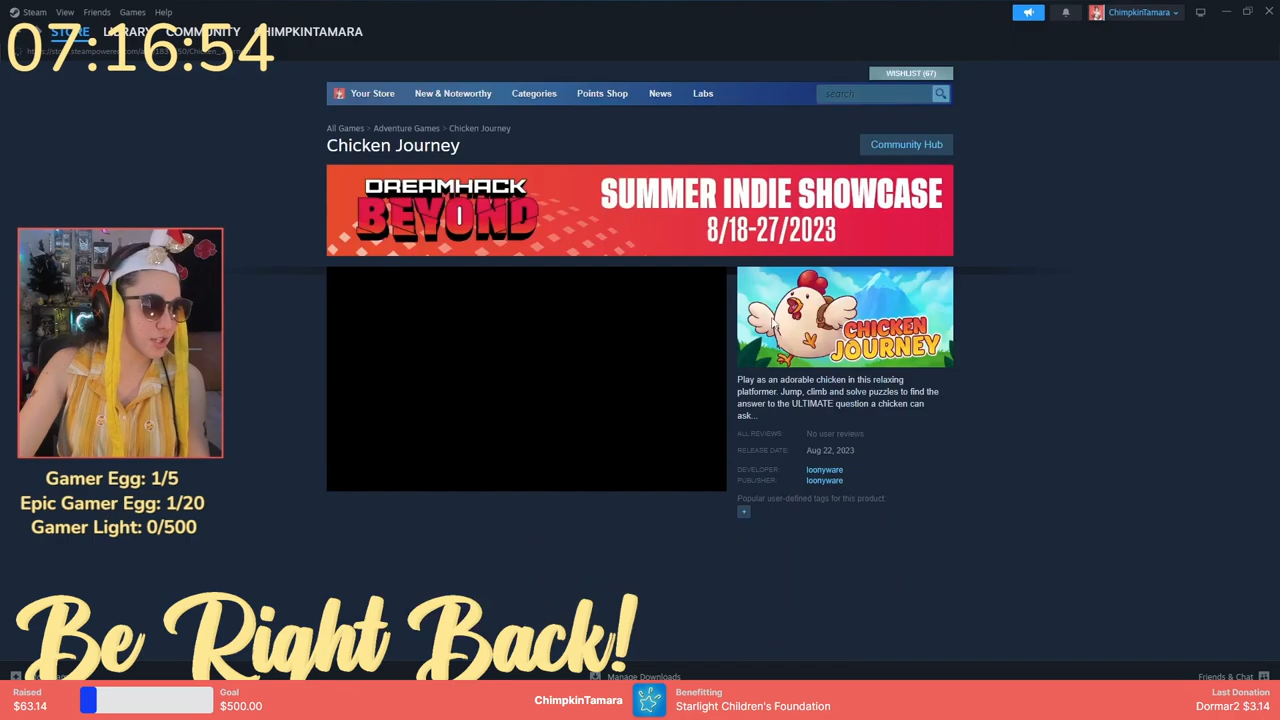 Steam View Friends Games Help
ChimpkinTamara
STORE LIBRARY COMMUNITY CHIMPKINTAMARA
07:16:54
WISHLIST (67)
Your Store New & Noteworthy Categories Points Shop News Labs search
All Games > Adventure Games > Chicken Journey
Chicken Journey
Community Hub
DREAMHACK
BEYOND
SUMMER INDIE SHOWCASE
8/18-27/2023
CHICKEN
JOURNEY
Play as an adorable chicken in this relaxing
platformer. Jump, climb and solve puzzles to find the
answer to the ULTIMATE question a chicken can
ask...
ALL REVIEWS: No user reviews
RELEASE DATE: Aug 22, 2023
DEVELOPER: loonyware
PUBLISHER: loonyware
Popular user-defined tags for this product
+
Gamer Egg: 1/5
Epic Gamer Egg: 1/20
Gamer Light: 0/500
Be Right Back!
Manage Downloads
Friends & Chat
Raised
$63.14
Goal
$500.00
ChimpkinTamara
Benefitting
Starlight Children's Foundation
Last Donation
Dormar2 $3.14